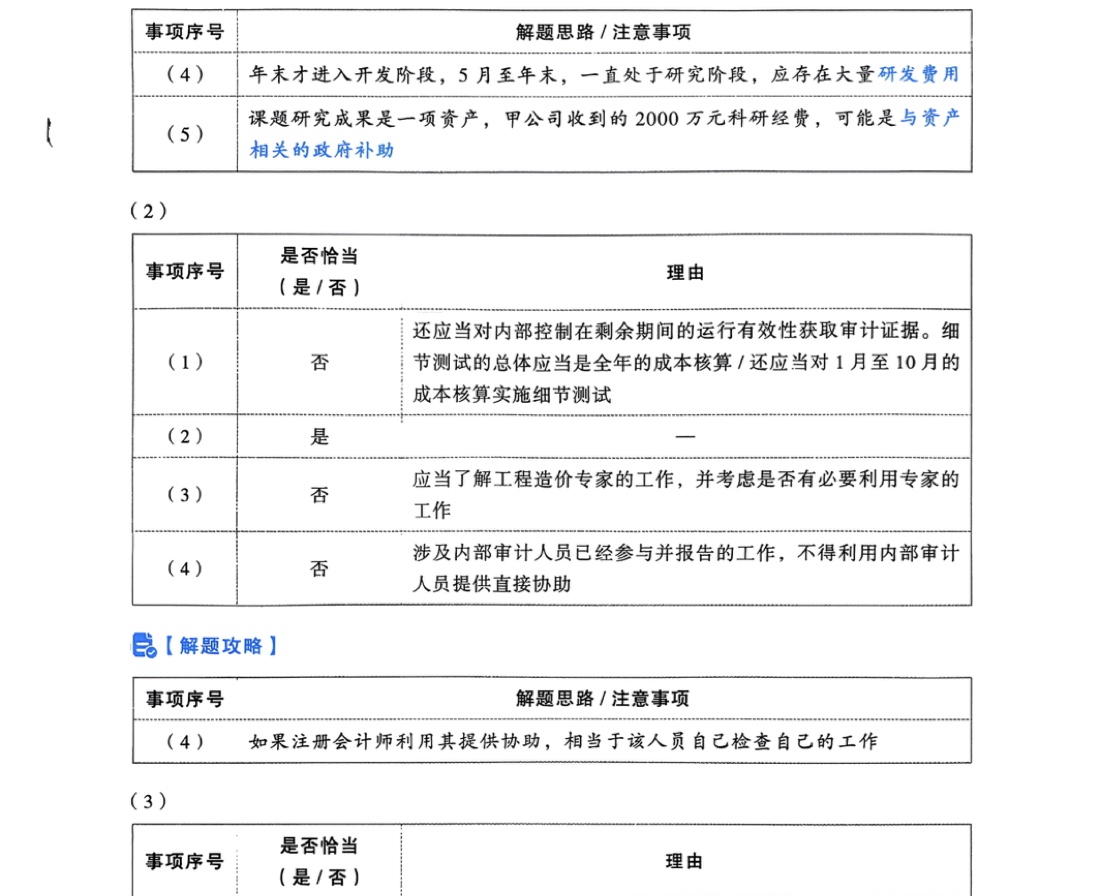 事项序号 解题思路/注意事项
(4) 年末才进入开发阶段，5月至年末，一直处于研究阶段，应存在大量研发费用
(5) 课题研究成果是一项资产，甲公司收到的2000万元科研经费，可能是与资产
相关的政府补助
(2)
事项序号 是否恰当
(是/否) 理由
(1) 否 还应当对内部控制在剩余期间的运行有效性获取审计证据。细
节测试的总体应当是全年的成本核算/还应当对1月至10月的
成本核算实施细节测试
(2) 是 —
(3) 否 应当了解工程造价专家的工作，并考虑是否有必要利用专家的
工作
(4) 否 涉及内部审计人员已经参与并报告的工作，不得利用内部审计
人员提供直接协助
【解题攻略】
事项序号 解题思路/注意事项
(4) 如果注册会计师利用其提供协助，相当于该人员自己检查自己的工作
(3)
事项序号 是否恰当
(是/否) 理由